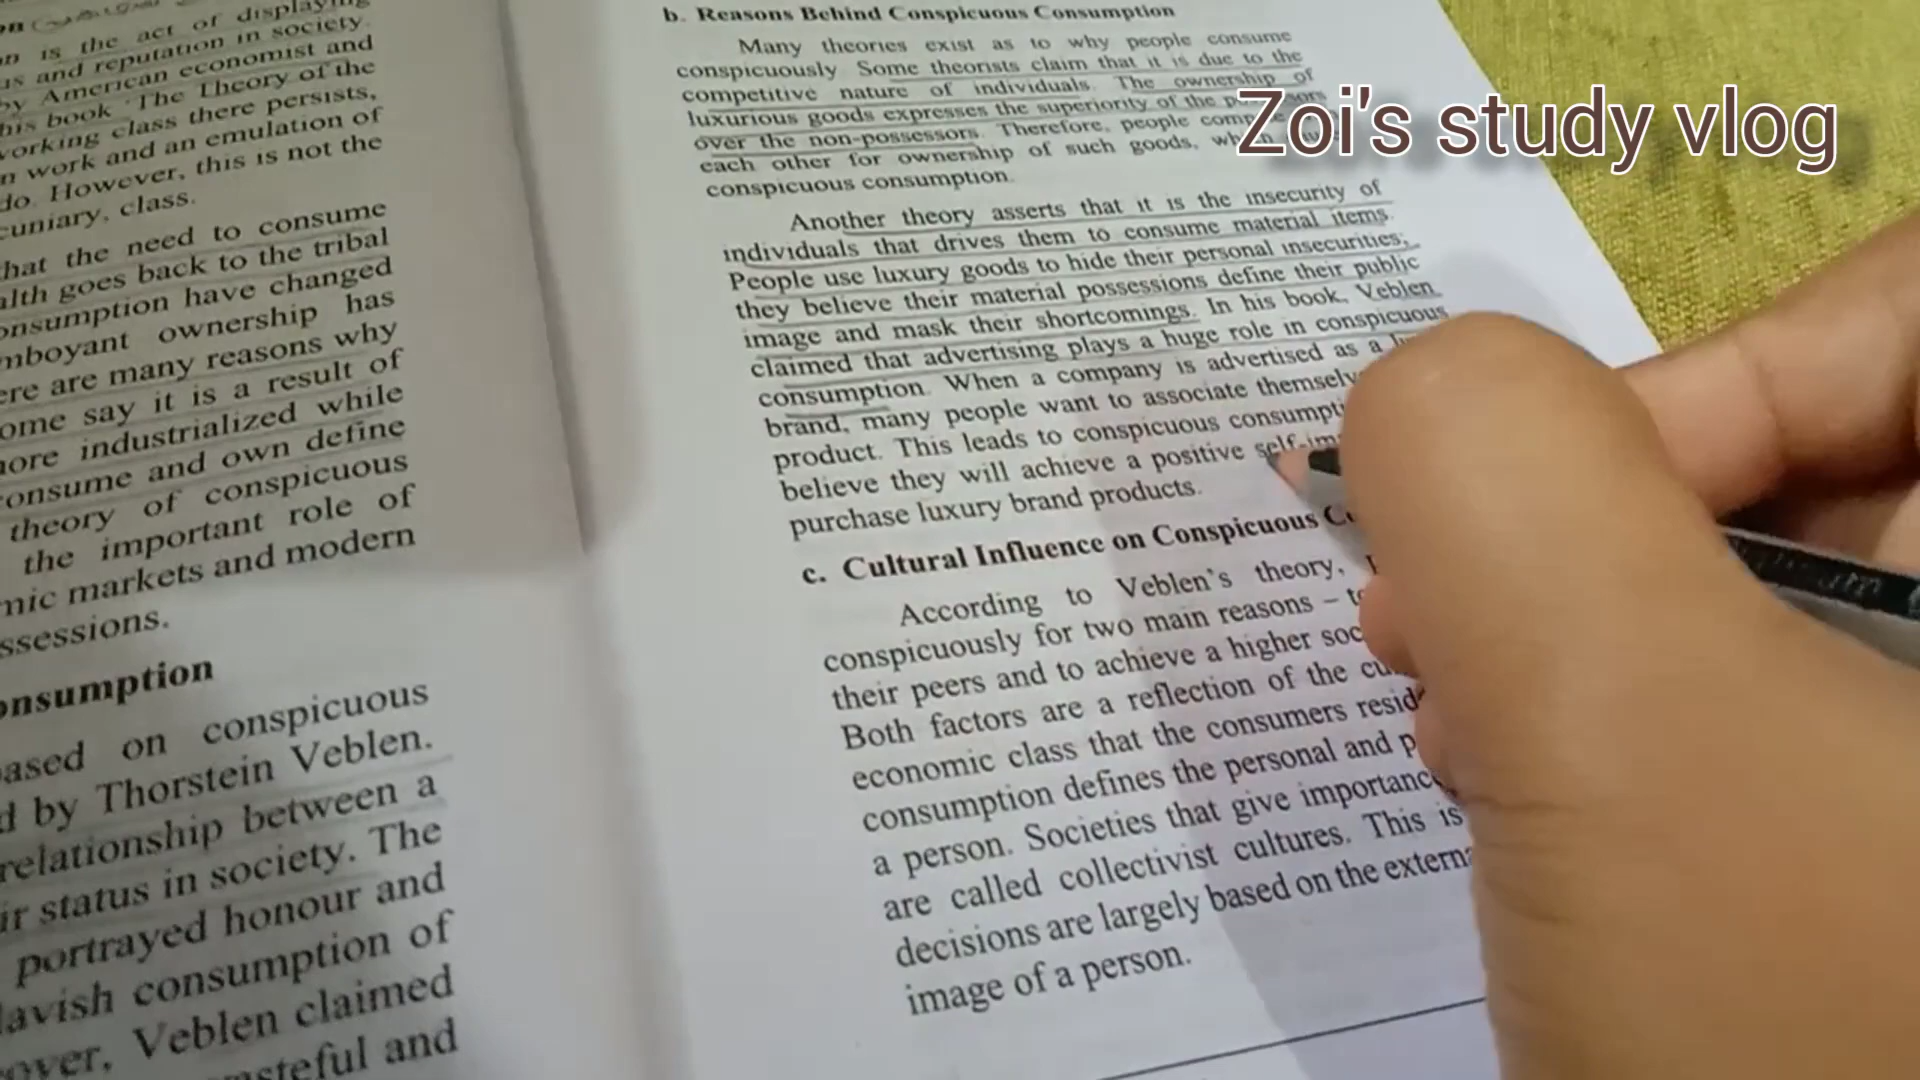 is the act of displaying
and reputation in society.
by American economist and
his book 'The Theory of the
working class there persists,
work and an emulation of
do. However, this is not the
class.
that the need to consume
goes back to the tribal
have changed
ownership has
are many reasons why
some say it is a result of
more industrialized while
consume and own define
theory of conspicuous
the important role of
markets and modern
onsumption
on conspicuous
by Thorstein Veblen.
relationship between a
status in society. The
portrayed honour and
lavish consumption of
Veblen claimed
and
b. Reasons Behind Conspicuous Consumption
Many theories exist as to why people consume
conspicuously. Some theorists claim that it is due to the
competitive nature of individuals. The ownership of
luxurious goods expresses the superiority of the
over the non-possessors. Therefore, people
each other for ownership of such goods,
conspicuous consumption.
Another theory asserts that it is the insecurity of
individuals that drives them to consume material items.
People use luxury goods to hide their personal insecurities;
they believe their material possessions define their public
image and mask their shortcomings. In his book, Veblen
claimed that advertising plays a huge role in conspicuous
consumption. When a company is advertised as a
brand, many people want to associate
product. This leads to conspicuous
believe they will achieve a positive
purchase luxury brand products.
c. Cultural Influence on Conspicuous
According to Veblen's theory,
conspicuously for two main reasons –
their peers and to achieve a higher
Both factors are a reflection of the
economic class that the consumers
consumption defines the personal and
a person. Societies that give
are called collectivist cultures. This is
decisions are largely based on the
image of a person.
Zoi's study vlog